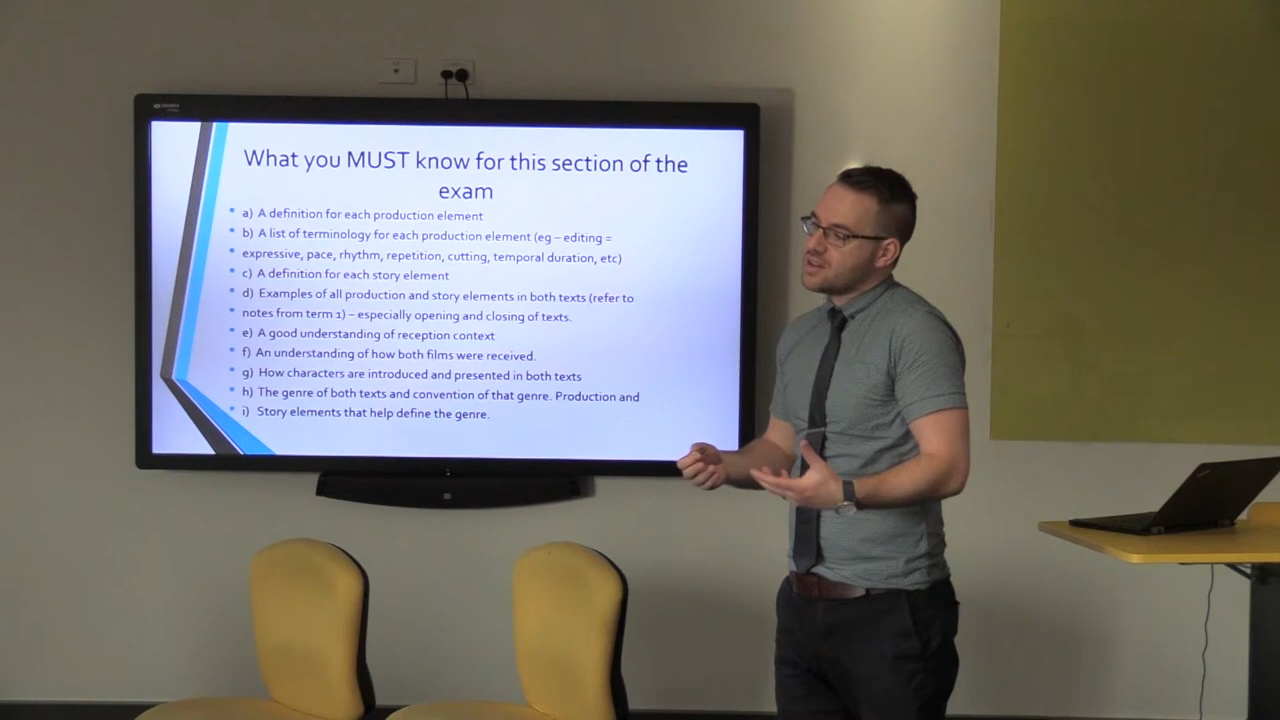 What you MUST know for this section of the
exam
a) A definition for each production element
b) A list of terminology for each production element (eg – editing =
expressive, pace, rhythm, repetition, cutting, temporal duration, etc)
c) A definition for each story element
d) Examples of all production and story elements in both texts (refer to
notes from term 1) – especially opening and closing of texts.
e) A good understanding of reception context
f) An understanding of how both films were received.
g) How characters are introduced and presented in both texts
h) The genre of both texts and convention of that genre. Production and
i) Story elements that help define the genre.